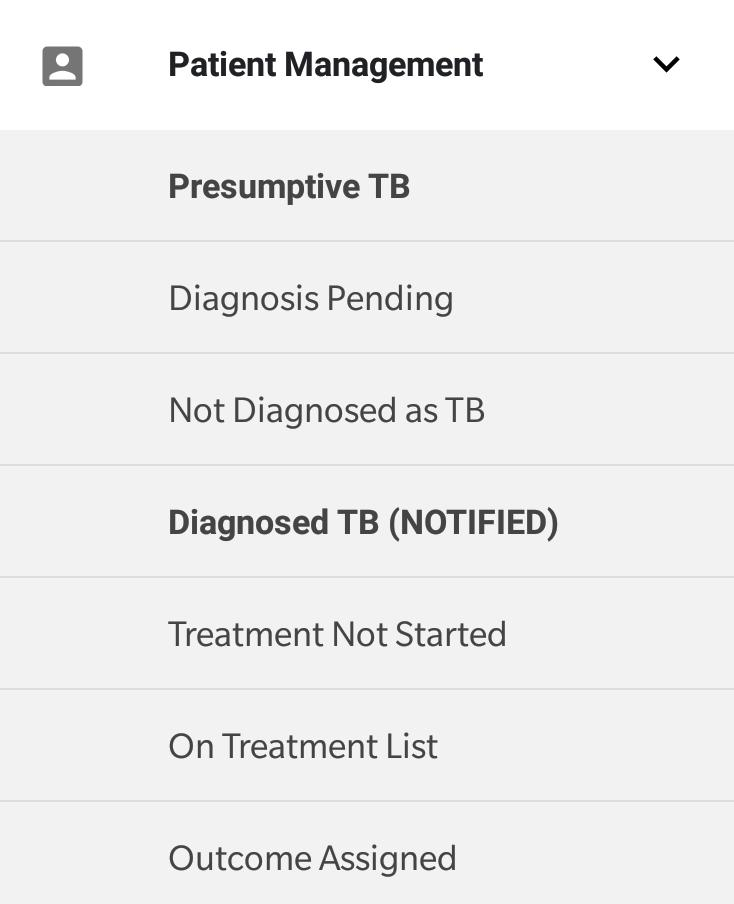 Patient Management
Presumptive TB
Diagnosis Pending
Not Diagnosed as TB
Diagnosed TB (NOTIFIED)
Treatment Not Started
On Treatment List
Outcome Assigned